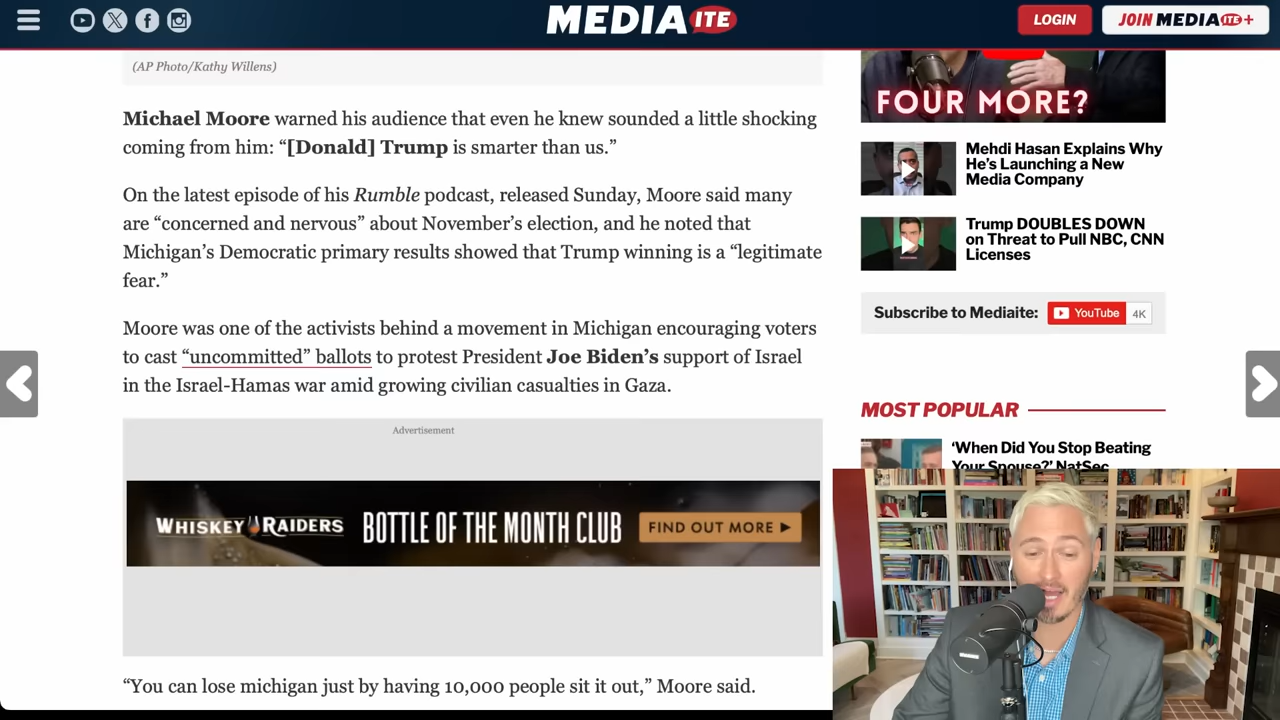 MEDIAITE
LOGIN
JOIN MEDIAITE+
(AP Photo/Kathy Willens)
Michael Moore warned his audience that even he knew sounded a little shocking
coming from him: “[Donald] Trump is smarter than us.”
On the latest episode of his Rumble podcast, released Sunday, Moore said many
are “concerned and nervous” about November’s election, and he noted that
Michigan’s Democratic primary results showed that Trump winning is a “legitimate
fear.”
Moore was one of the activists behind a movement in Michigan encouraging voters
to cast “uncommitted” ballots to protest President Joe Biden’s support of Israel
in the Israel-Hamas war amid growing civilian casualties in Gaza.
Advertisement
WHISKEY RAIDERS
BOTTLE OF THE MONTH CLUB
FIND OUT MORE
“You can lose michigan just by having 10,000 people sit it out,” Moore said.
FOUR MORE?
Mehdi Hasan Explains Why
He’s Launching a New
Media Company
Trump DOUBLES DOWN
on Threat to Pull NBC, CNN
Licenses
Subscribe to Mediaite:
YouTube
4K
MOST POPULAR
‘When Did You Stop Beating
Your Spouse?’ NatSec